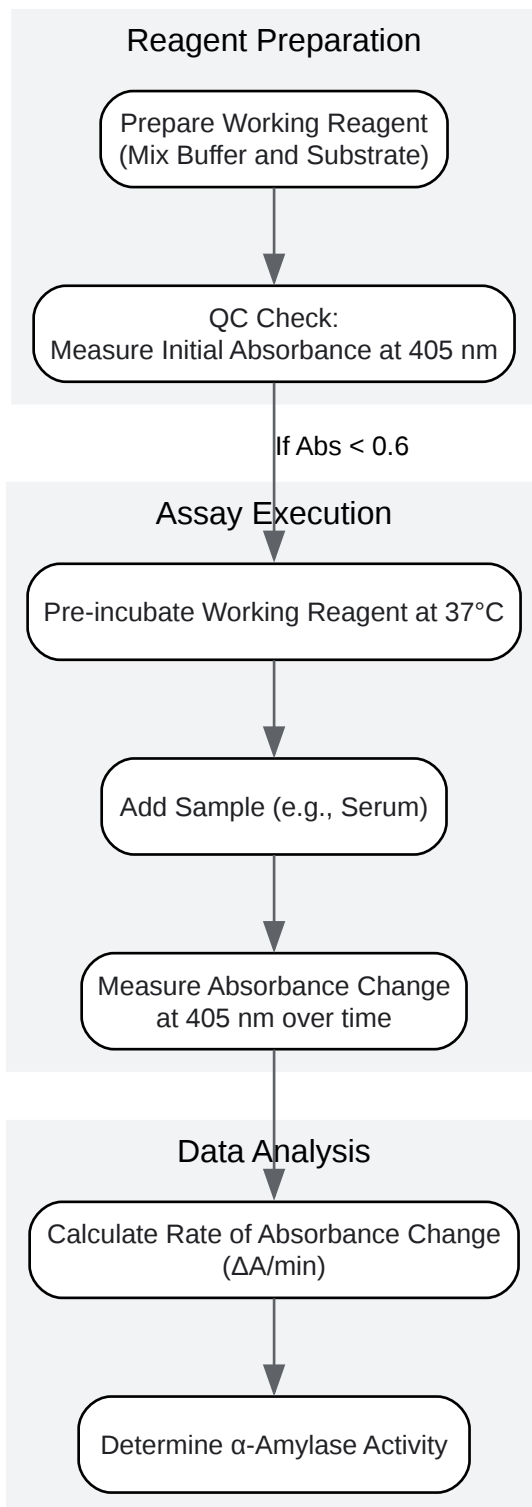 Reagent Preparation
Prepare Working Reagent
(Mix Buffer and Substrate)
QC Check:
Measure Initial Absorbance at 405 nm
If Abs < 0.6
Assay Execution
Pre-incubate Working Reagent at 37°C
Add Sample (e.g., Serum)
Measure Absorbance Change
at 405 nm over time
Data Analysis
Calculate Rate of Absorbance Change
(ΔA/min)
Determine α-Amylase Activity